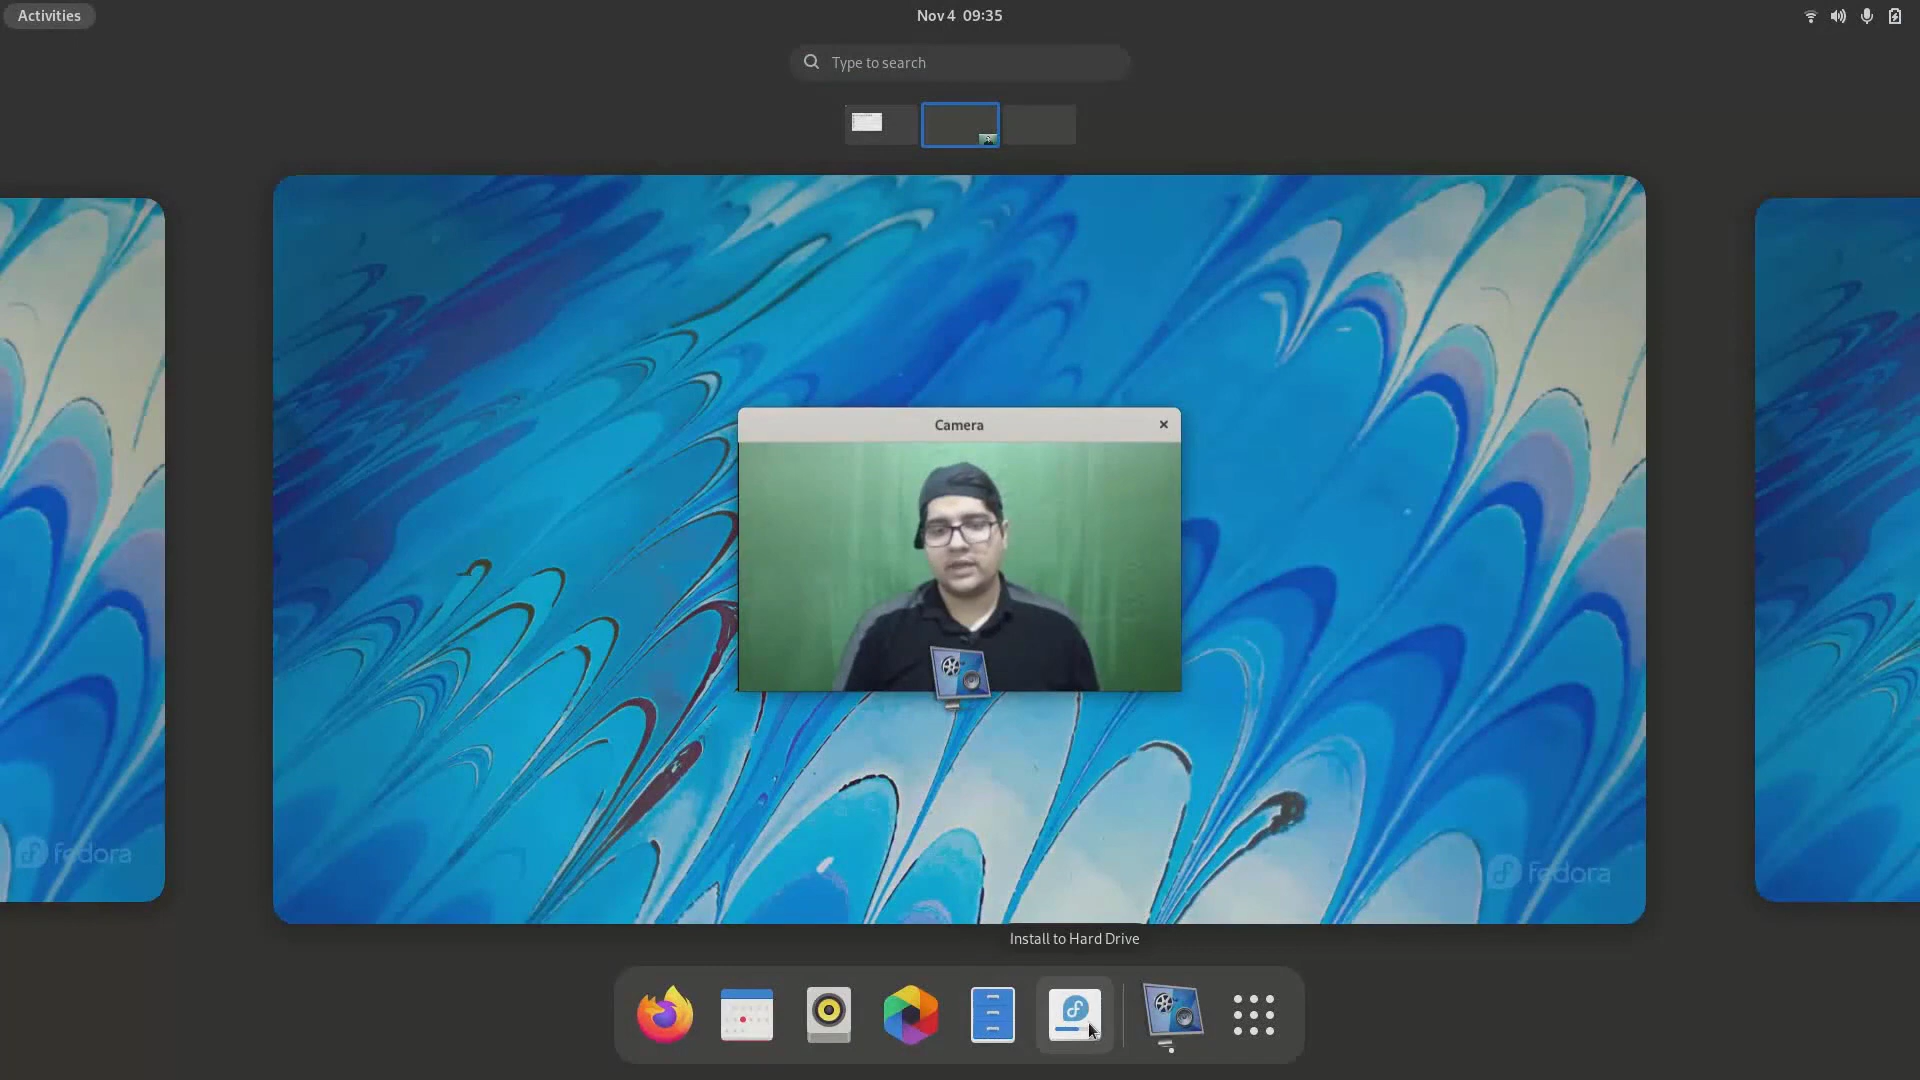 Activities
Nov 4 09:35
Type to search
Camera
fedora
fedora
Install to Hard Drive